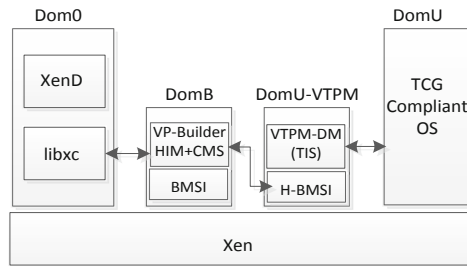 Dom0
DomU
XenD
DomB
DomU-VTPM
TCG
Compliant
OS
libxc
VP-Builder
HIM+CMS
VTPM-DM
(TIS)
BMSI
H-BMSI
Xen